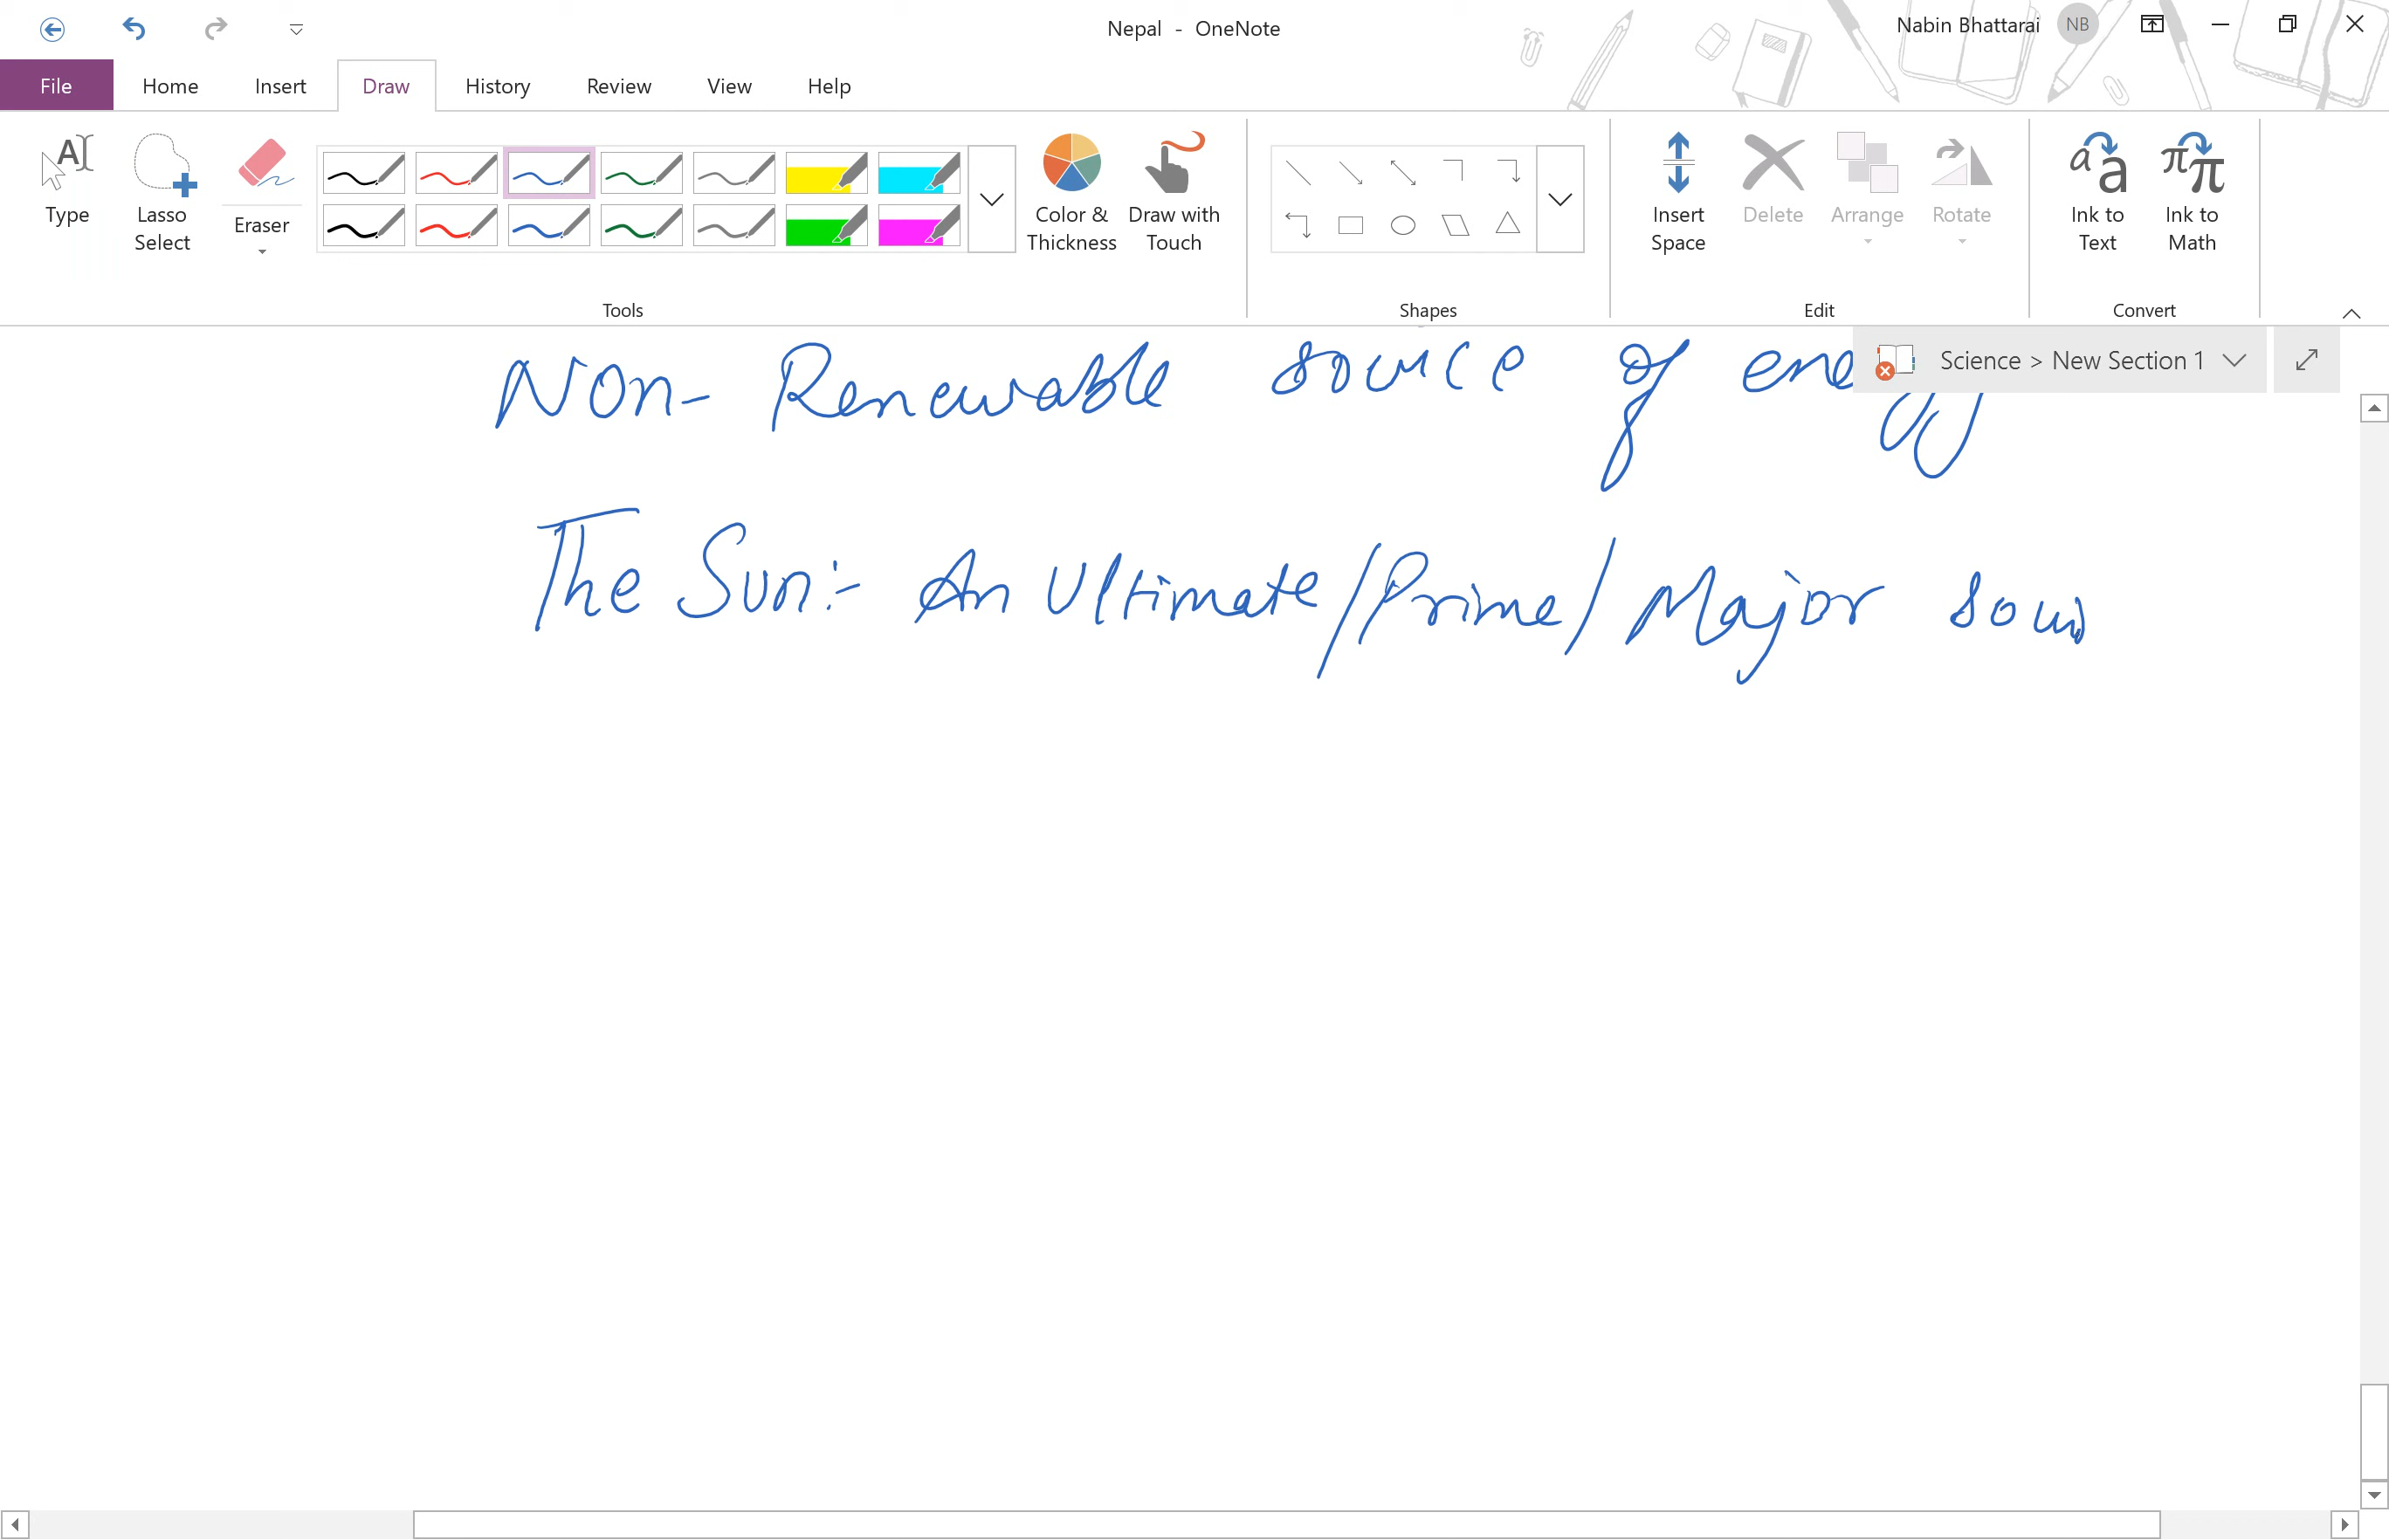 Nepal - OneNote
Nabin Bhattarai NB
File Home Insert Draw History Review View Help
Type
Lasso Select
Eraser
Color & Thickness
Draw with Touch
Insert Space
Delete
Arrange
Rotate
Ink to Text
Ink to Math
Tools
Shapes
Edit
Convert
Science > New Section 1
Non-Renewable source of
The Sun:- An Ultimate/Prime/Major